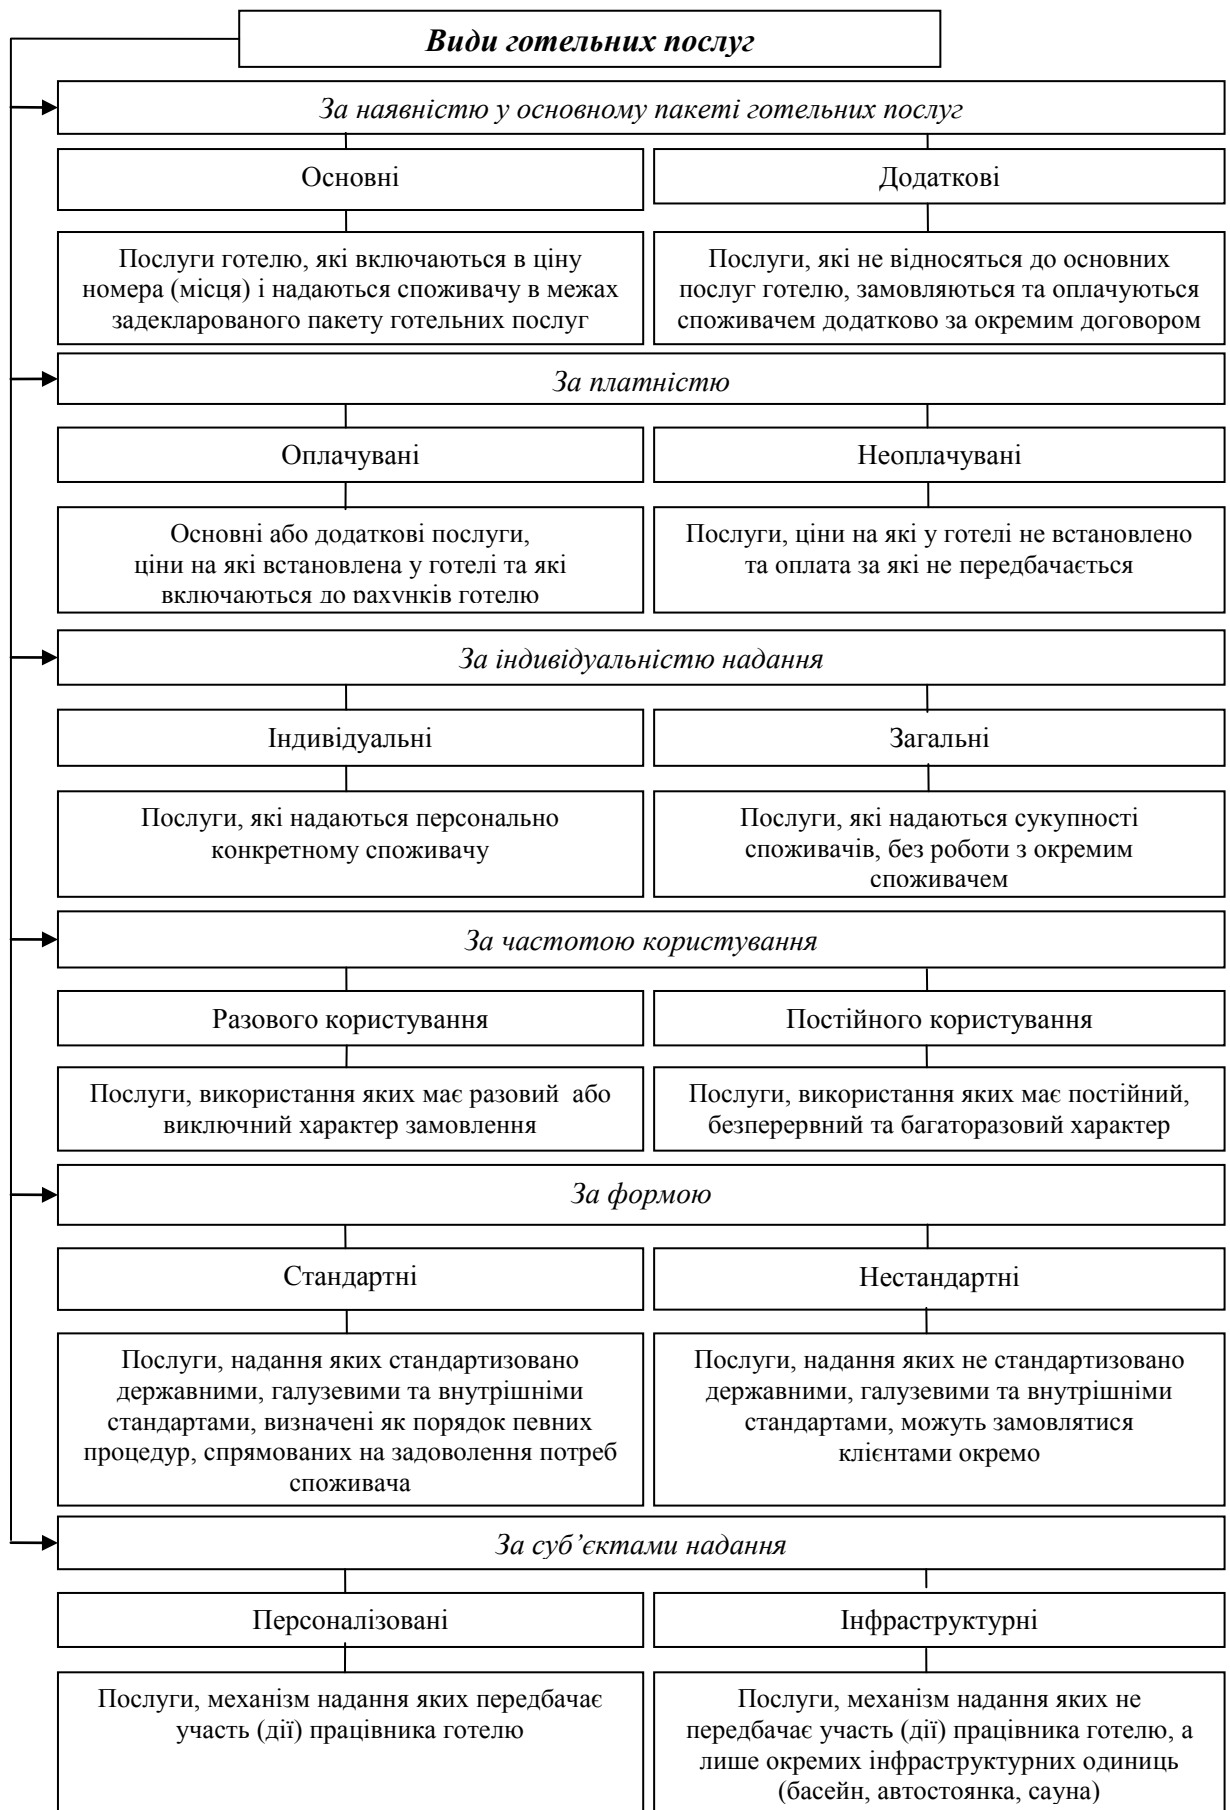 Види готельних послуг
За наявністю у основному пакеті готельних послуг
Основні
Додаткові
Послуги готелю, які включаються в ціну
номера (місця) і надаються споживачу в межах
задекларованого пакету готельних послуг
Послуги, які не відносяться до основних
послуг готелю, замовляються та оплачуються
споживачем додатково за окремим договором
За платністю
Оплачувані
Неоплачувані
Основні або додаткові послуги,
ціни на які встановлена у готелі та які
включаються до рахунків готелю
Послуги, ціни на які у готелі не встановлено
та оплата за які не передбачається
За індивідуальністю надання
Індивідуальні
Загальні
Послуги, які надаються персонально
конкретному споживачу
Послуги, які надаються сукупності
споживачів, без роботи з окремим
споживачем
За частотою користування
Разового користування
Постійного користування
Послуги, використання яких має разовий або
виключний характер замовлення
Послуги, використання яких має постійний,
безперервний та багаторазовий характер
За формою
Стандартні
Нестандартні
Послуги, надання яких стандартизовано
державними, галузевими та внутрішніми
стандартами, визначені як порядок певних
процедур, спрямованих на задоволення потреб
споживача
Послуги, надання яких не стандартизовано
державними, галузевими та внутрішніми
стандартами, можуть замовлятися
клієнтами окремо
За суб’єктами надання
Персоналізовані
Інфраструктурні
Послуги, механізм надання яких передбачає
участь (дії) працівника готелю
Послуги, механізм надання яких не
передбачає участь (дії) працівника готелю, а
лише окремих інфраструктурних одиниць
(басейн, автостоянка, сауна)